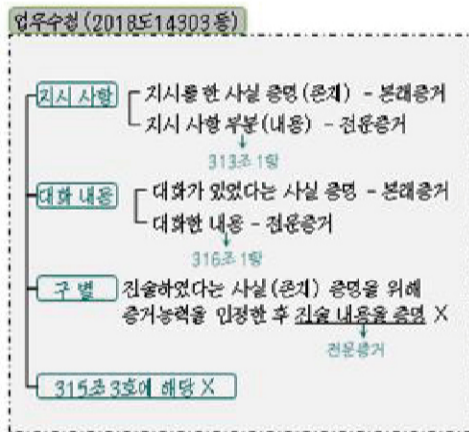 업무수첩 (2018도14303등)
지시 사항
지시를 한 사실 증명 (존재) - 본래증거
지시 사항 부분 (내용) - 전문증거
313조 1항
대화 내용
대화가 있었다는 사실 증명 - 본래증거
대화한 내용 - 전문증거
316조 1항
구별
진술하였다는 사실 (존재) 증명을 위해
증거능력을 인정한 후 진술 내용을 증명 X
전문증거
315조 3호에 해당 X